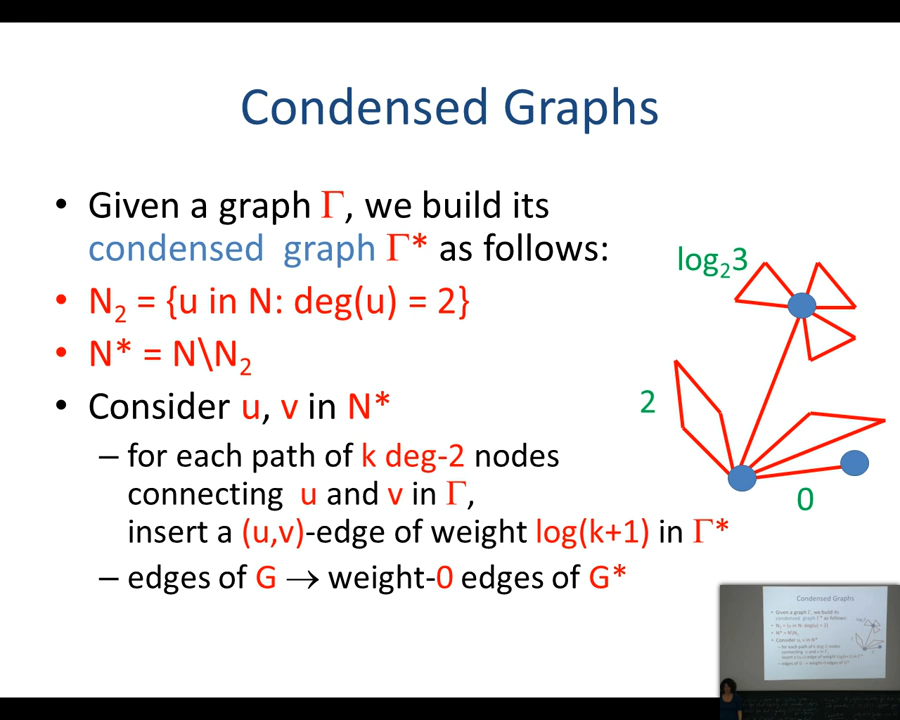 Condensed Graphs
• Given a graph Γ, we build its
condensed graph Γ* as follows:
• N₂ = {u in N: deg(u) = 2}
• N* = N\N₂
• Consider u, v in N*
– for each path of k deg-2 nodes
connecting u and v in Γ,
insert a (u,v)-edge of weight log(k+1) in Γ*
– edges of G → weight-0 edges of G*
log₂3
2
0
Condensed Graphs